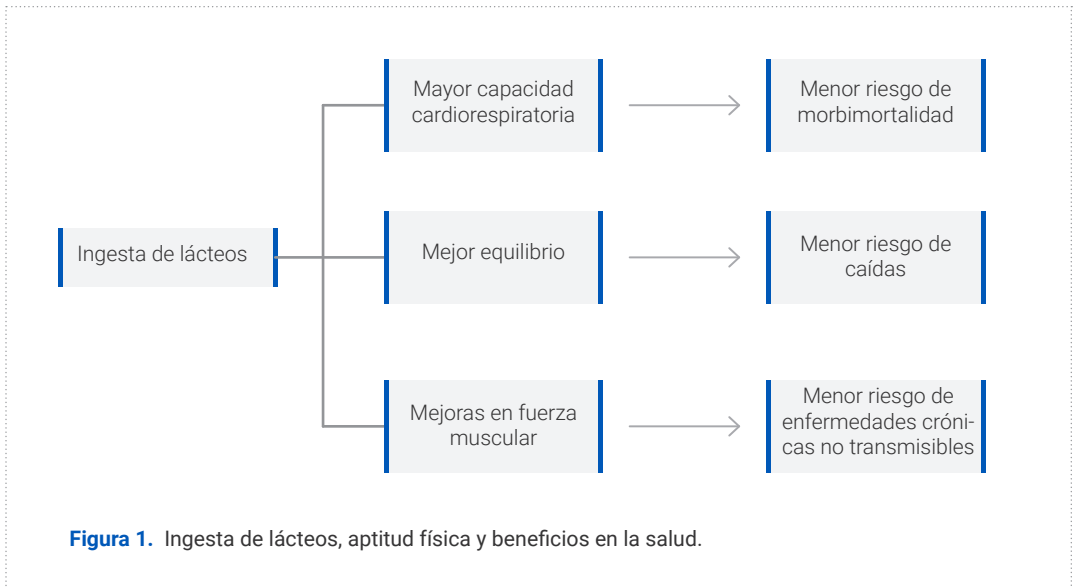 Mayor capacidad
cardiorespiratoria
Menor riesgo de
morbimortalidad
Ingesta de lácteos
Mejor equilibrio
Menor riesgo de
caídas
Mejoras en fuerza
muscular
Menor riesgo de
enfermedades cróni-
cas no transmisibles
Figura 1. Ingesta de lácteos, aptitud física y beneficios en la salud.